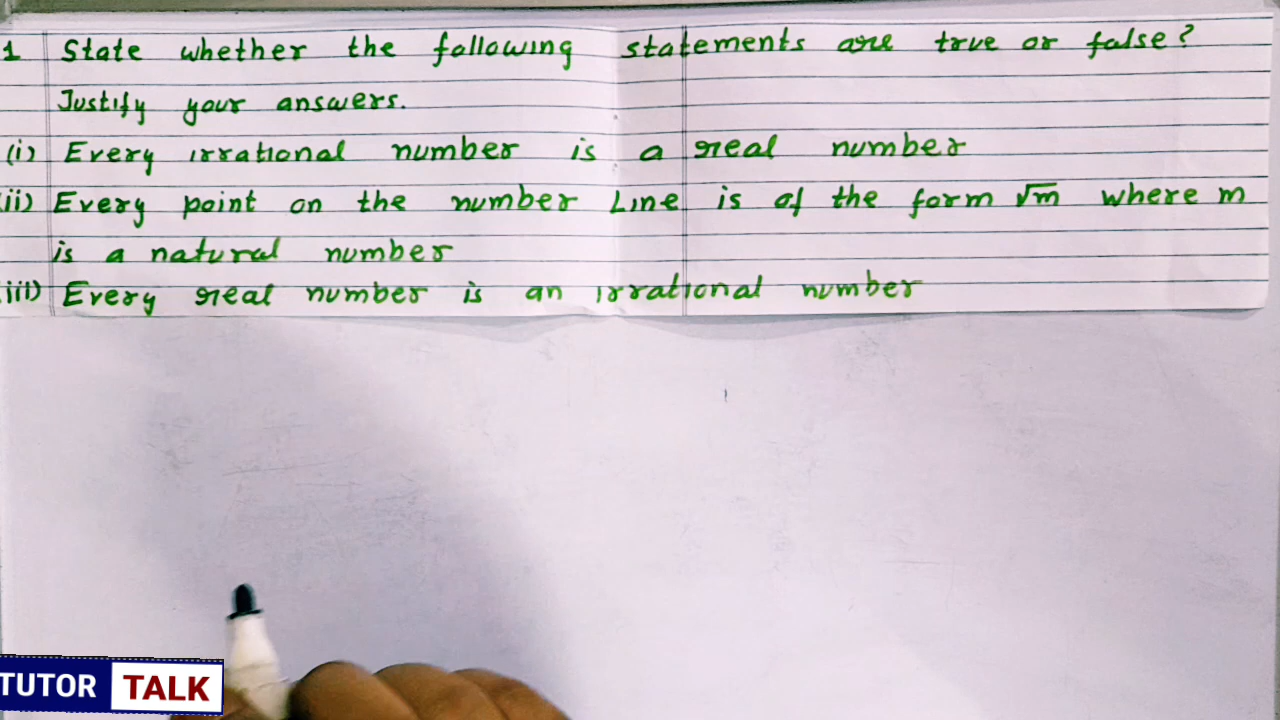 1 State whether the following statements are true or false?
Justify your answers.
(i) Every irrational number is a real number
ii) Every point on the number Line is of the form √m where m
is a natural number
iii) Every real number is an irrational number
TUTOR TALK